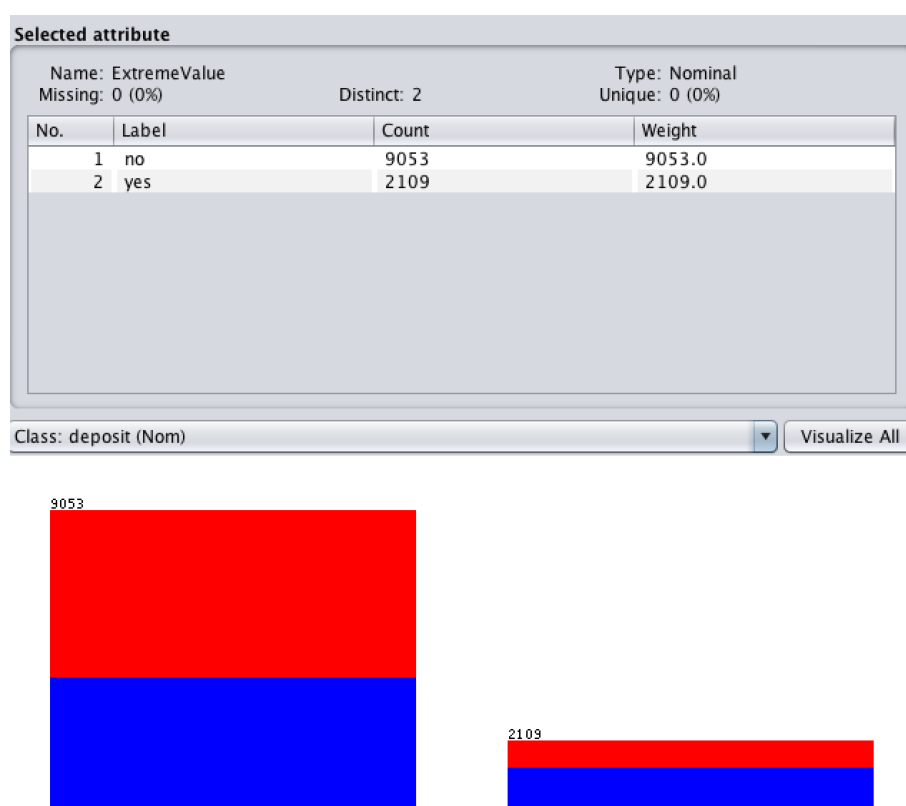 Selected attribute
Name: ExtremeValue Type: Nominal
Missing: 0 (0%) Distinct: 2 Unique: 0 (0%)
No. Label Count Weight
1 no 9053 9053.0
2 yes 2109 2109.0
Class: deposit (Nom) Visualize All
9053
2109